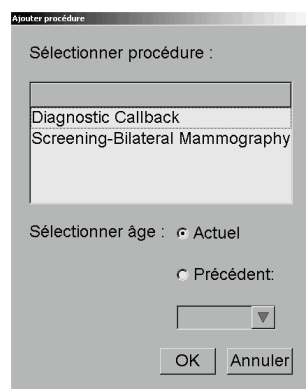 Ajouter procédure
Sélectionner procédure :
Diagnostic Callback
Screening-Bilateral Mammography
Sélectionner âge : Actuel
Précédent:
OK Annuler